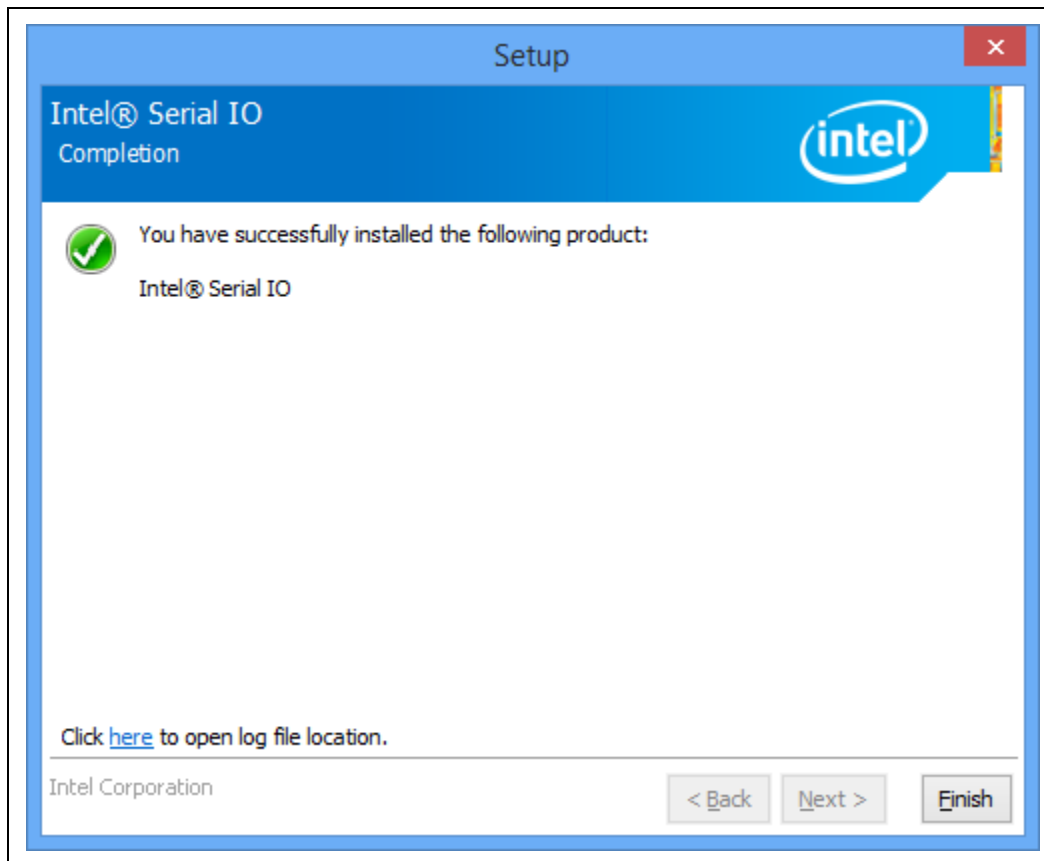 Setup
Intel® Serial IO
Completion
intel
You have successfully installed the following product:
Intel® Serial IO
Click here to open log file location.
Intel Corporation
< Back
Next >
Finish